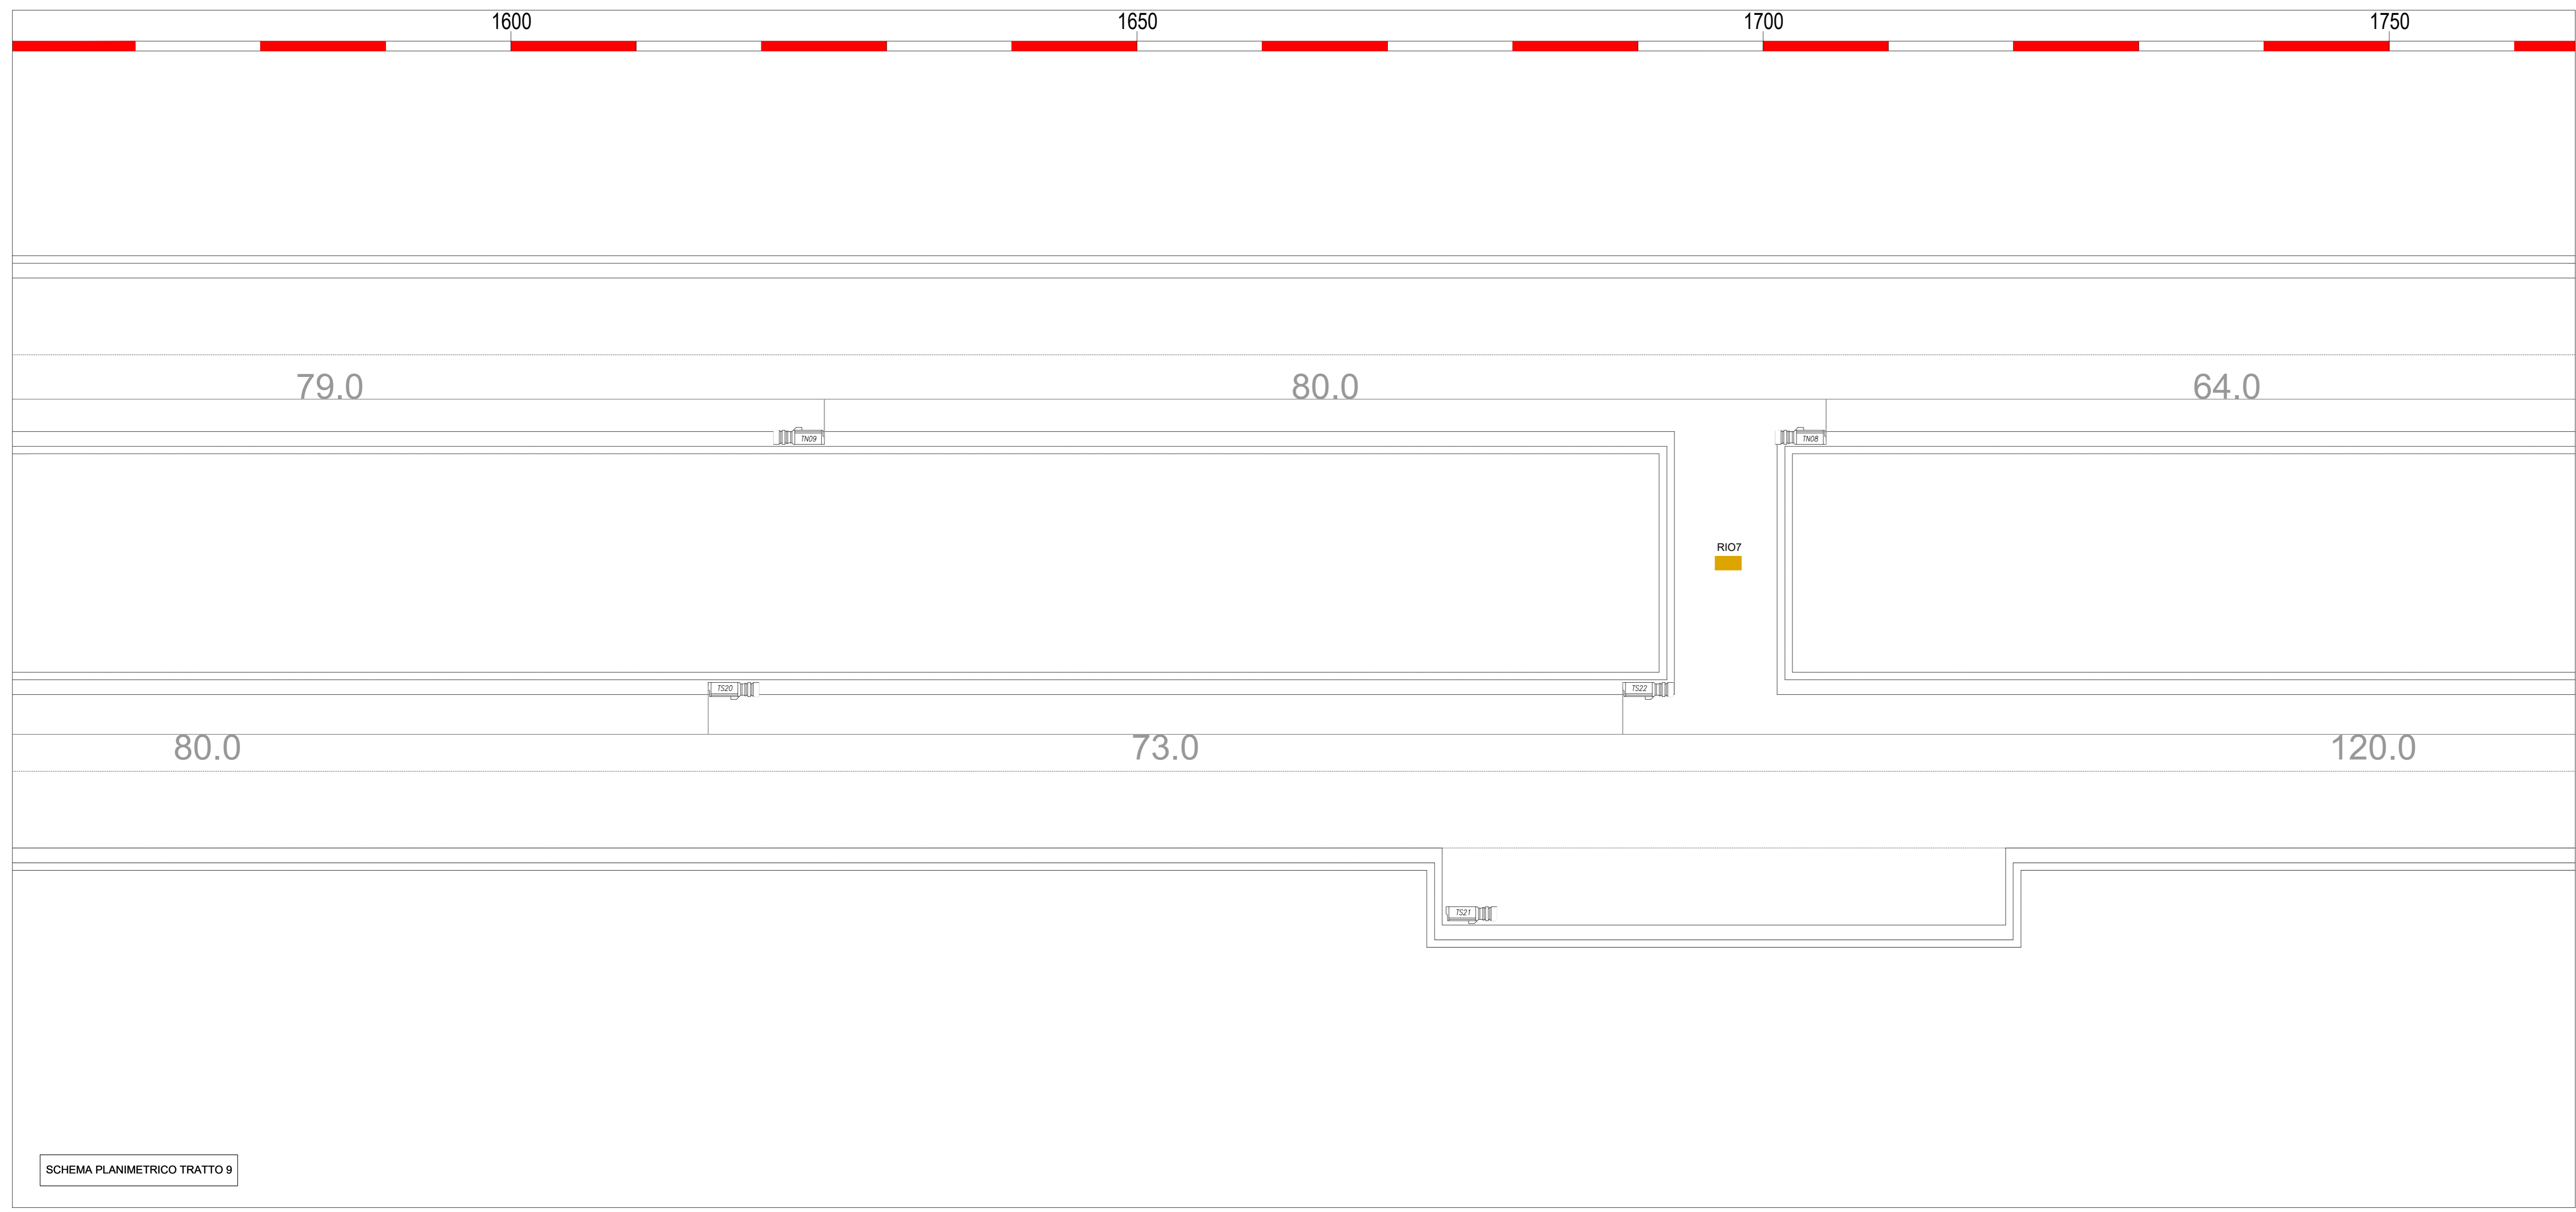 1600 1650 1700 1750
79.0 80.0 64.0
TN09 TN08
RIO7
TS20 TS22
80.0 73.0 120.0
TS21
SCHEMA PLANIMETRICO TRATTO 9